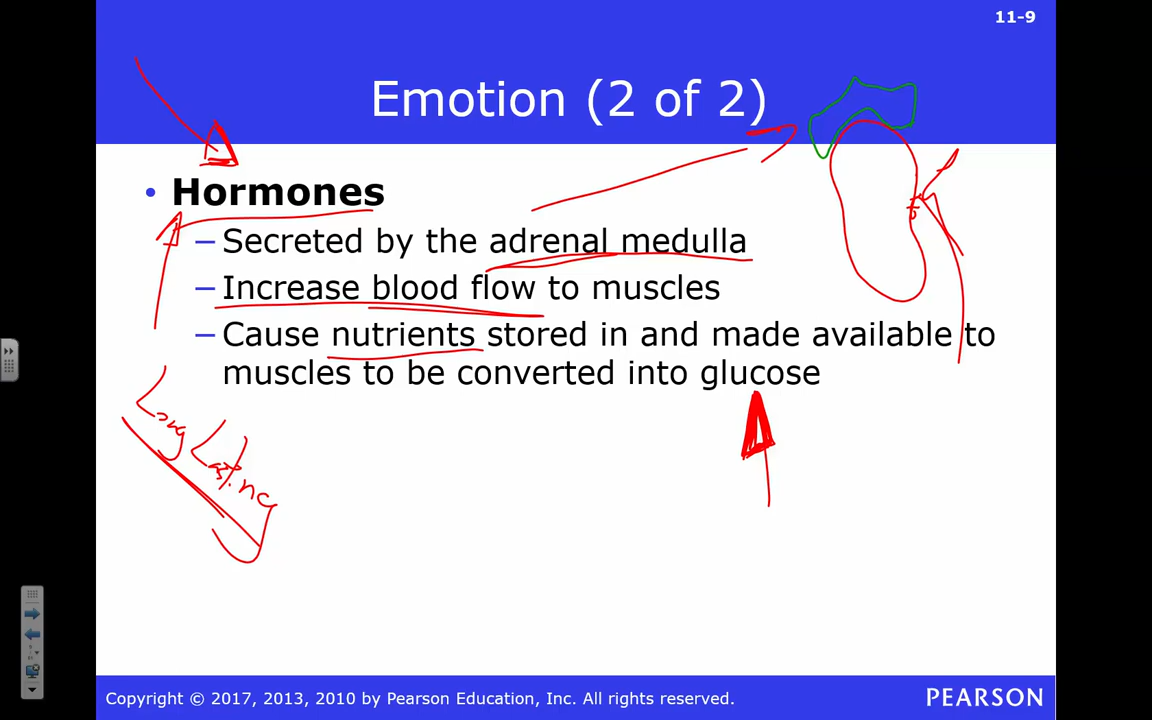 11-9
Emotion (2 of 2)
• Hormones
– Secreted by the adrenal medulla
– Increase blood flow to muscles
– Cause nutrients stored in and made available to
muscles to be converted into glucose
Long Lasting
Copyright © 2017, 2013, 2010 by Pearson Education, Inc. All rights reserved.
PEARSON